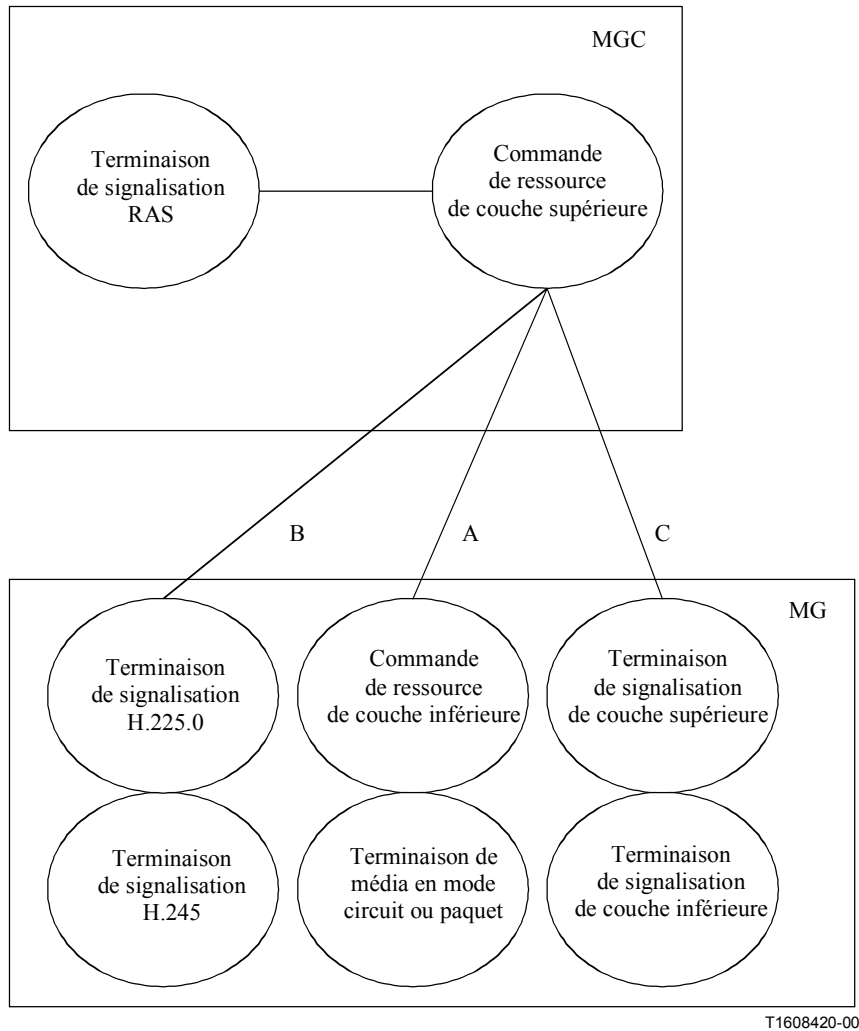 MGC
Terminaison
de signalisation
RAS
Commande
de ressource
de couche supérieure
B
A
C
MG
Terminaison
de signalisation
H.225.0
Commande
de ressource
de couche inférieure
Terminaison
de signalisation
de couche supérieure
Terminaison
de signalisation
H.245
Terminaison de
média en mode
circuit ou paquet
Terminaison
de signalisation
de couche inférieure
T1608420-00